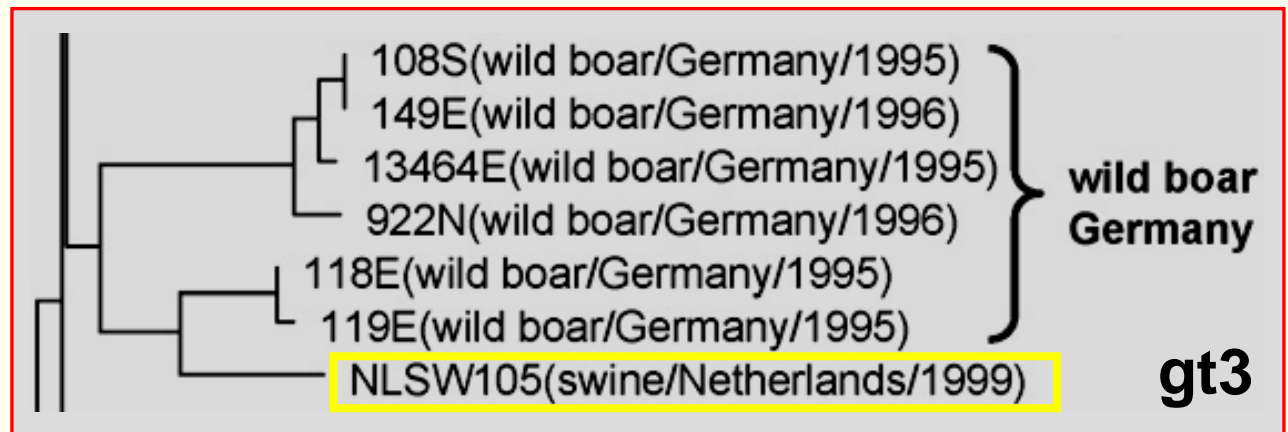 108S(wild boar/Germany/1995)
149E(wild boar/Germany/1996)
13464E(wild boar/Germany/1995)
922N(wild boar/Germany/1996)
118E(wild boar/Germany/1995)
119E(wild boar/Germany/1995)
NLSW105(swine/Netherlands/1999)
wild boar
Germany
gt3